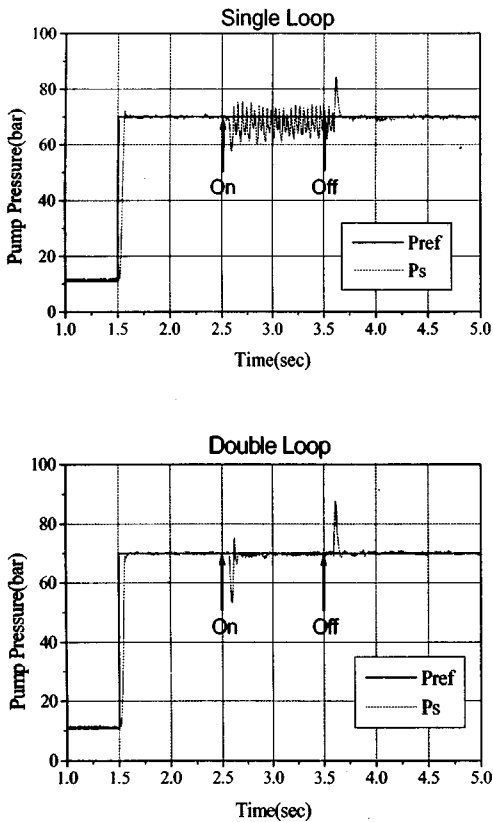 Single Loop
Pump Pressure(bar)
100
80
60
40
20
0
On
Off
Pref
Ps
1.0 1.5 2.0 2.5 3.0 3.5 4.0 4.5 5.0
Time(sec)
Double Loop
Pump Pressure(bar)
100
80
60
40
20
0
On
Off
Pref
Ps
1.0 1.5 2.0 2.5 3.0 3.5 4.0 4.5 5.0
Time(sec)